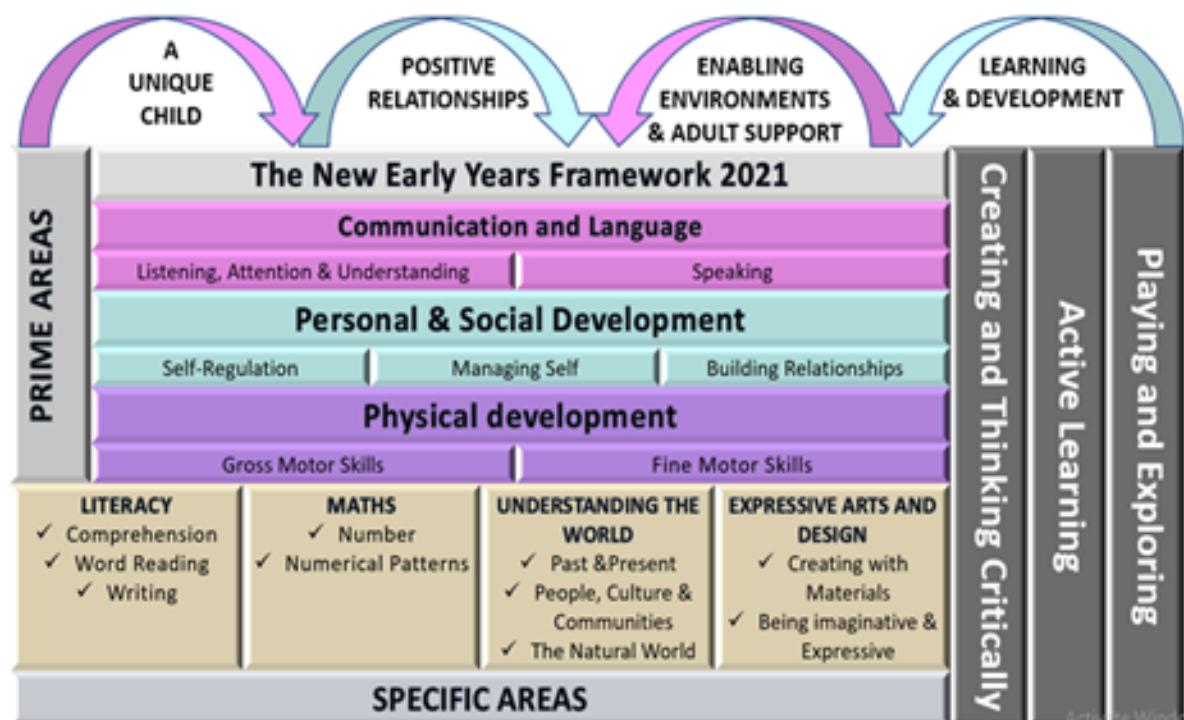 A
UNIQUE
CHILD
POSITIVE
RELATIONSHIPS
ENABLING
ENVIRONMENTS
& ADULT SUPPORT
LEARNING
& DEVELOPMENT
PRIME AREAS
The New Early Years Framework 2021
Communication and Language
Listening, Attention & Understanding
Speaking
Personal & Social Development
Self-Regulation
Managing Self
Building Relationships
Physical development
Gross Motor Skills
Fine Motor Skills
LITERACY
✓ Comprehension
✓ Word Reading
✓ Writing
MATHS
✓ Number
✓ Numerical Patterns
UNDERSTANDING THE
WORLD
✓ Past &Present
✓ People, Culture &
Communities
✓ The Natural World
EXPRESSIVE ARTS AND
DESIGN
✓ Creating with
Materials
✓ Being imaginative &
Expressive
SPECIFIC AREAS
Creating and Thinking Critically
Active Learning
Playing and Exploring